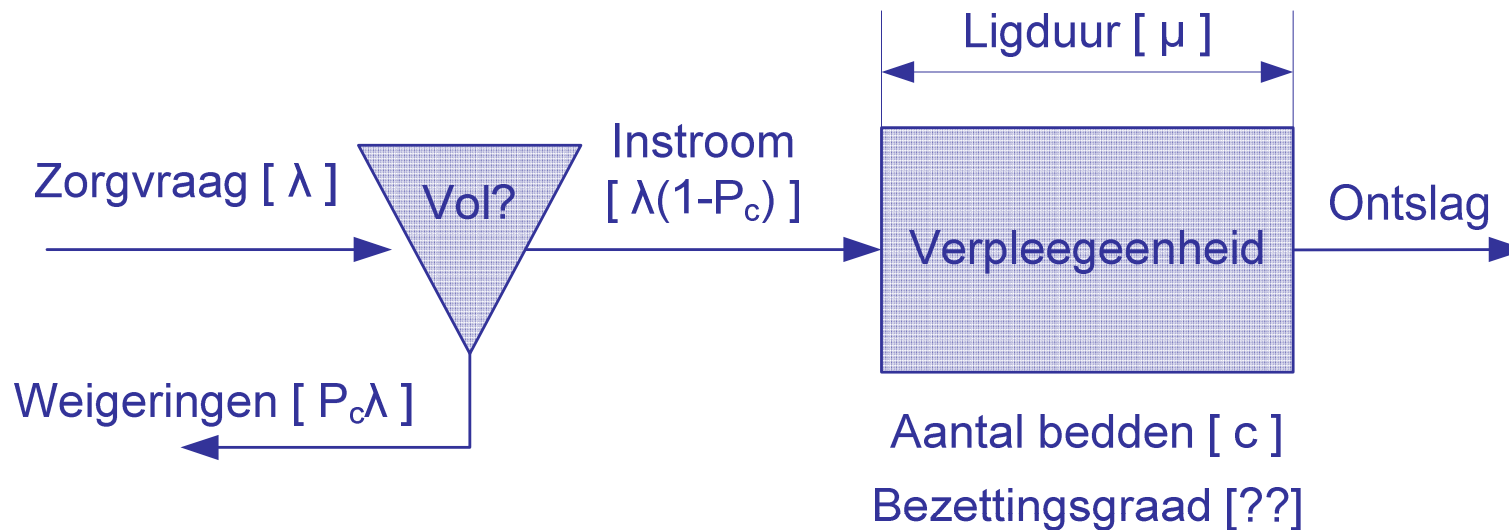 Ligduur [ μ ]
Instroom
[ λ(1-Pc) ]
Zorgvraag [ λ ]
Vol?
Ontslag
Verpleegeenheid
Weigeringen [ Pcλ ]
Aantal bedden [ c ]
Bezettingsgraad [??]